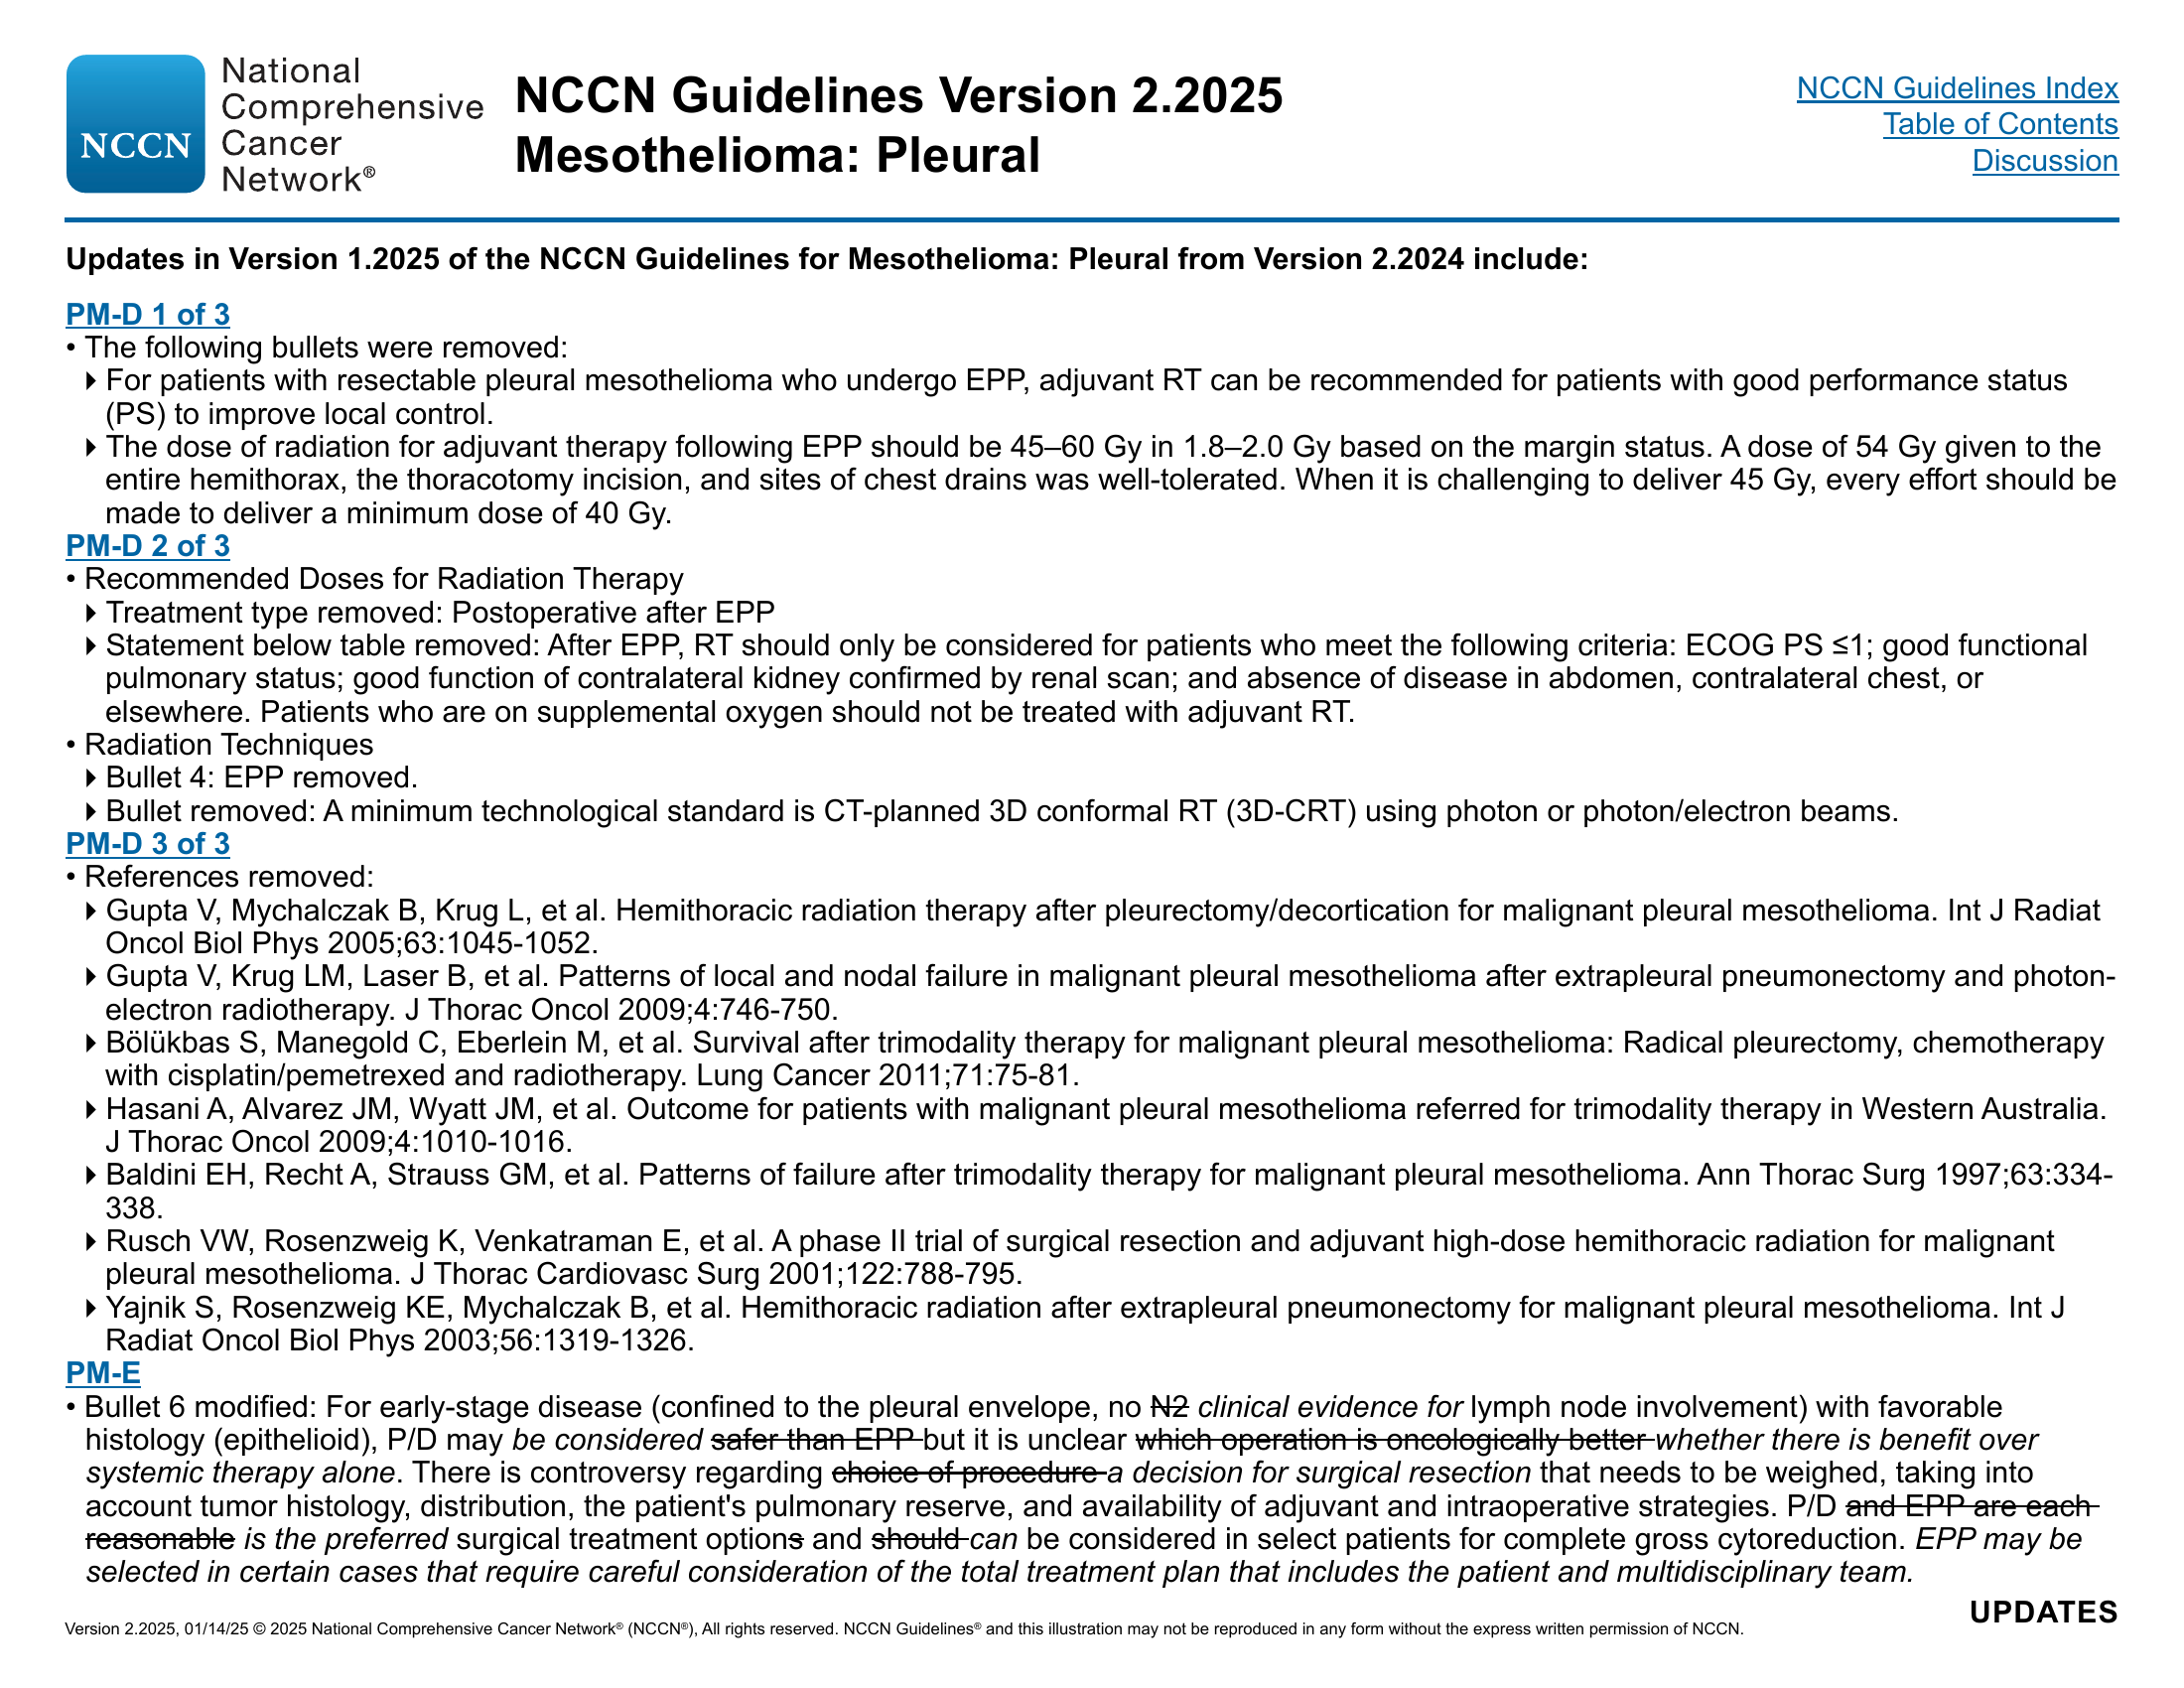 NCCN
National
Comprehensive
Cancer
Network®
NCCN Guidelines Version 2.2025
Mesothelioma: Pleural
NCCN Guidelines Index
Table of Contents
Discussion
Updates in Version 1.2025 of the NCCN Guidelines for Mesothelioma: Pleural from Version 2.2024 include:
PM-D 1 of 3
• The following bullets were removed:
‣ For patients with resectable pleural mesothelioma who undergo EPP, adjuvant RT can be recommended for patients with good performance status
(PS) to improve local control.
‣ The dose of radiation for adjuvant therapy following EPP should be 45–60 Gy in 1.8–2.0 Gy based on the margin status. A dose of 54 Gy given to the
entire hemithorax, the thoracotomy incision, and sites of chest drains was well-tolerated. When it is challenging to deliver 45 Gy, every effort should be
made to deliver a minimum dose of 40 Gy.
PM-D 2 of 3
• Recommended Doses for Radiation Therapy
‣ Treatment type removed: Postoperative after EPP
‣ Statement below table removed: After EPP, RT should only be considered for patients who meet the following criteria: ECOG PS ≤1; good functional
pulmonary status; good function of contralateral kidney confirmed by renal scan; and absence of disease in abdomen, contralateral chest, or
elsewhere. Patients who are on supplemental oxygen should not be treated with adjuvant RT.
• Radiation Techniques
‣ Bullet 4: EPP removed.
‣ Bullet removed: A minimum technological standard is CT-planned 3D conformal RT (3D-CRT) using photon or photon/electron beams.
PM-D 3 of 3
• References removed:
‣ Gupta V, Mychalczak B, Krug L, et al. Hemithoracic radiation therapy after pleurectomy/decortication for malignant pleural mesothelioma. Int J Radiat
Oncol Biol Phys 2005;63:1045-1052.
‣ Gupta V, Krug LM, Laser B, et al. Patterns of local and nodal failure in malignant pleural mesothelioma after extrapleural pneumonectomy and photon-
electron radiotherapy. J Thorac Oncol 2009;4:746-750.
‣ Bölükbas S, Manegold C, Eberlein M, et al. Survival after trimodality therapy for malignant pleural mesothelioma: Radical pleurectomy, chemotherapy
with cisplatin/pemetrexed and radiotherapy. Lung Cancer 2011;71:75-81.
‣ Hasani A, Alvarez JM, Wyatt JM, et al. Outcome for patients with malignant pleural mesothelioma referred for trimodality therapy in Western Australia.
J Thorac Oncol 2009;4:1010-1016.
‣ Baldini EH, Recht A, Strauss GM, et al. Patterns of failure after trimodality therapy for malignant pleural mesothelioma. Ann Thorac Surg 1997;63:334-
338.
‣ Rusch VW, Rosenzweig K, Venkatraman E, et al. A phase II trial of surgical resection and adjuvant high-dose hemithoracic radiation for malignant
pleural mesothelioma. J Thorac Cardiovasc Surg 2001;122:788-795.
‣ Yajnik S, Rosenzweig KE, Mychalczak B, et al. Hemithoracic radiation after extrapleural pneumonectomy for malignant pleural mesothelioma. Int J
Radiat Oncol Biol Phys 2003;56:1319-1326.
PM-E
• Bullet 6 modified: For early-stage disease (confined to the pleural envelope, no N2 clinical evidence for lymph node involvement) with favorable
histology (epithelioid), P/D may be considered safer than EPP but it is unclear which operation is oncologically better whether there is benefit over
systemic therapy alone. There is controversy regarding choice of procedure a decision for surgical resection that needs to be weighed, taking into
account tumor histology, distribution, the patient's pulmonary reserve, and availability of adjuvant and intraoperative strategies. P/D and EPP are each
reasonable is the preferred surgical treatment options and should can be considered in select patients for complete gross cytoreduction. EPP may be
selected in certain cases that require careful consideration of the total treatment plan that includes the patient and multidisciplinary team.
UPDATES
Version 2.2025, 01/14/25 © 2025 National Comprehensive Cancer Network® (NCCN®), All rights reserved. NCCN Guidelines® and this illustration may not be reproduced in any form without the express written permission of NCCN.